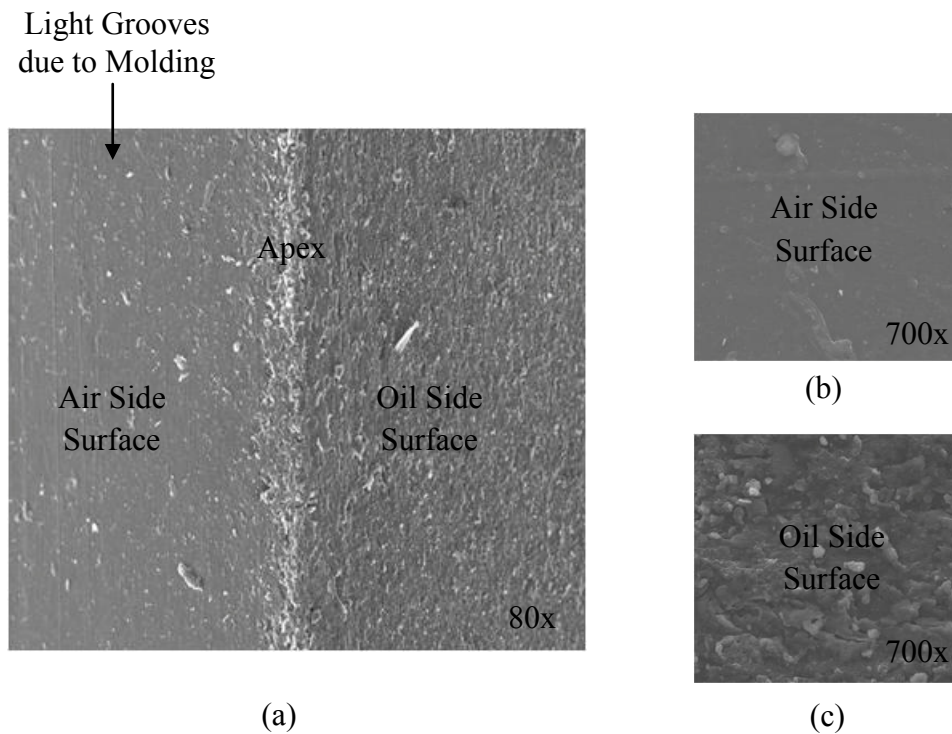 Light Grooves
due to Molding
Apex
Air Side
Surface
Oil Side
Surface
80x
(a)
Air Side
Surface
700x
(b)
Oil Side
Surface
700x
(c)